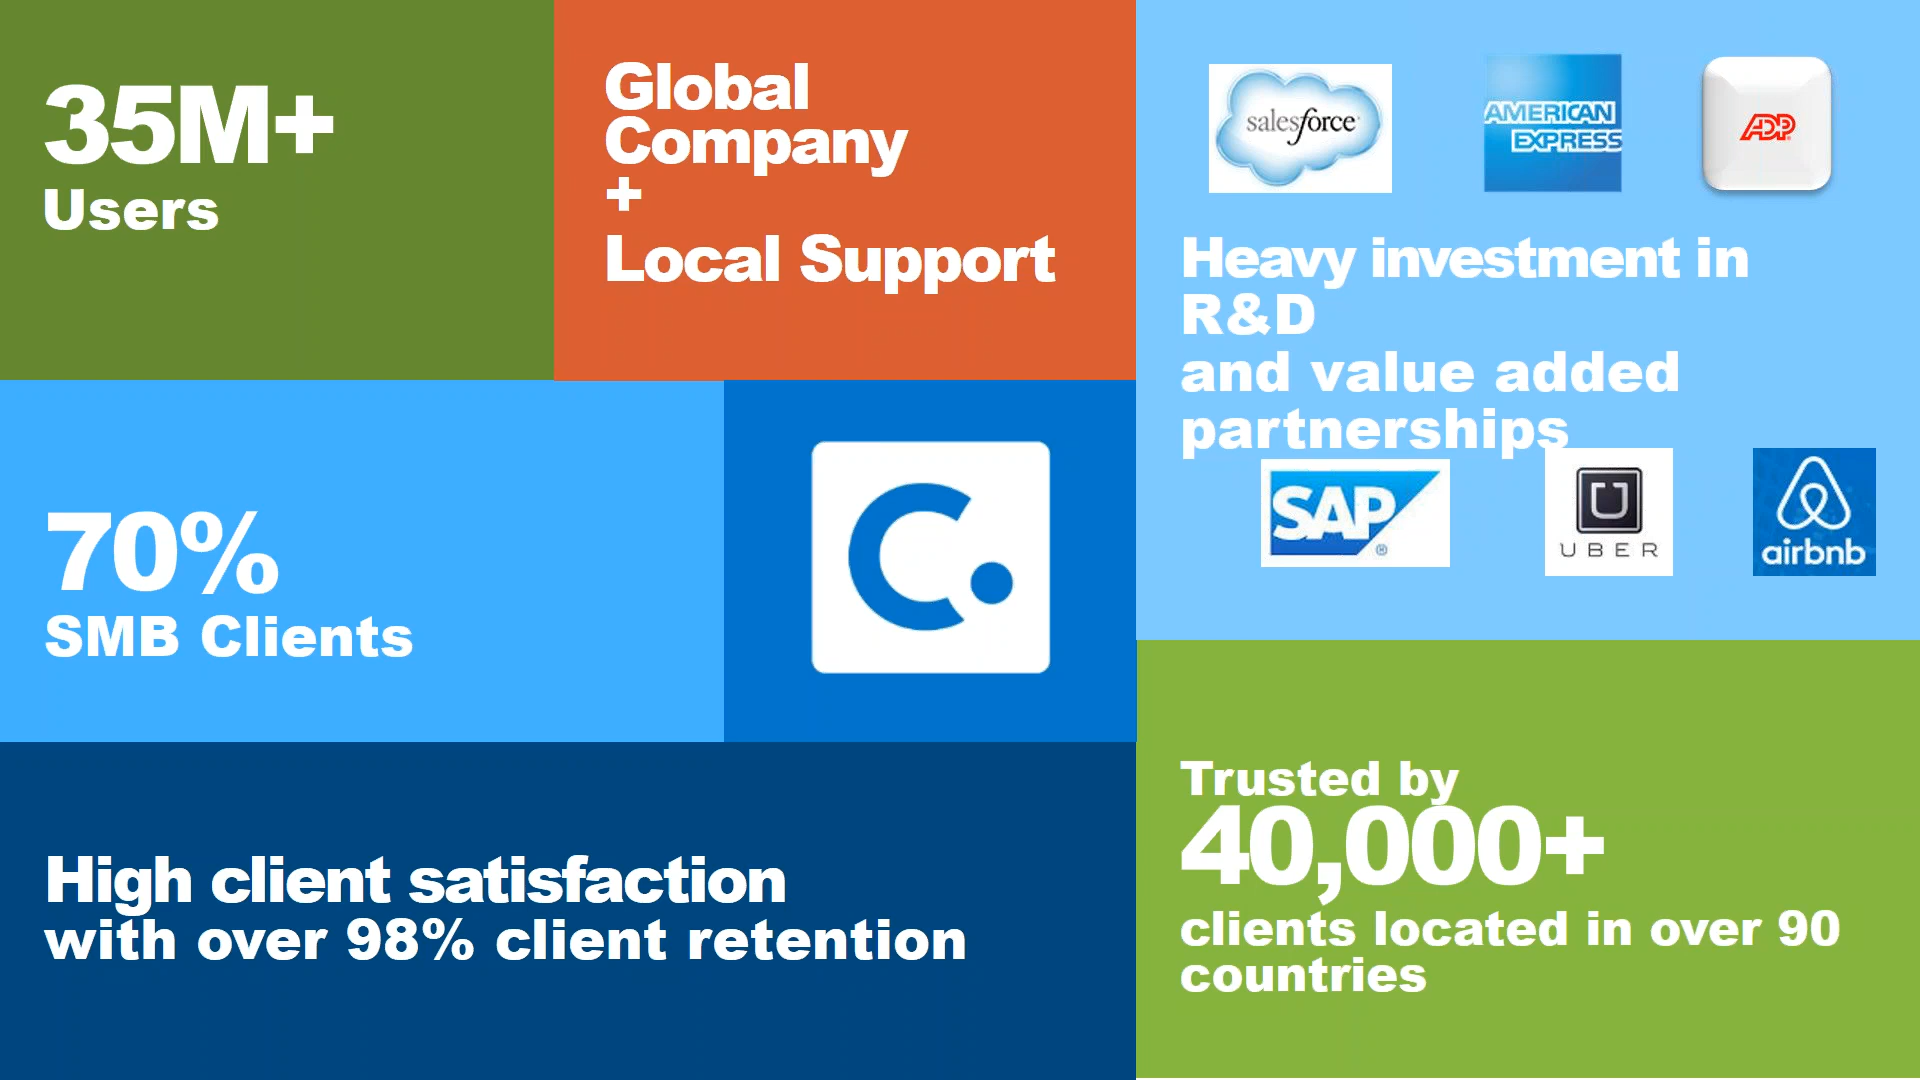 35M+
Users
Global
Company
+
Local Support
salesforce
AMERICAN
EXPRESS
ADP
Heavy investment in
R&D
and value added
partnerships
SAP
®
UBER
airbnb
70%
SMB Clients
C.
High client satisfaction
with over 98% client retention
Trusted by
40,000+
clients located in over 90
countries